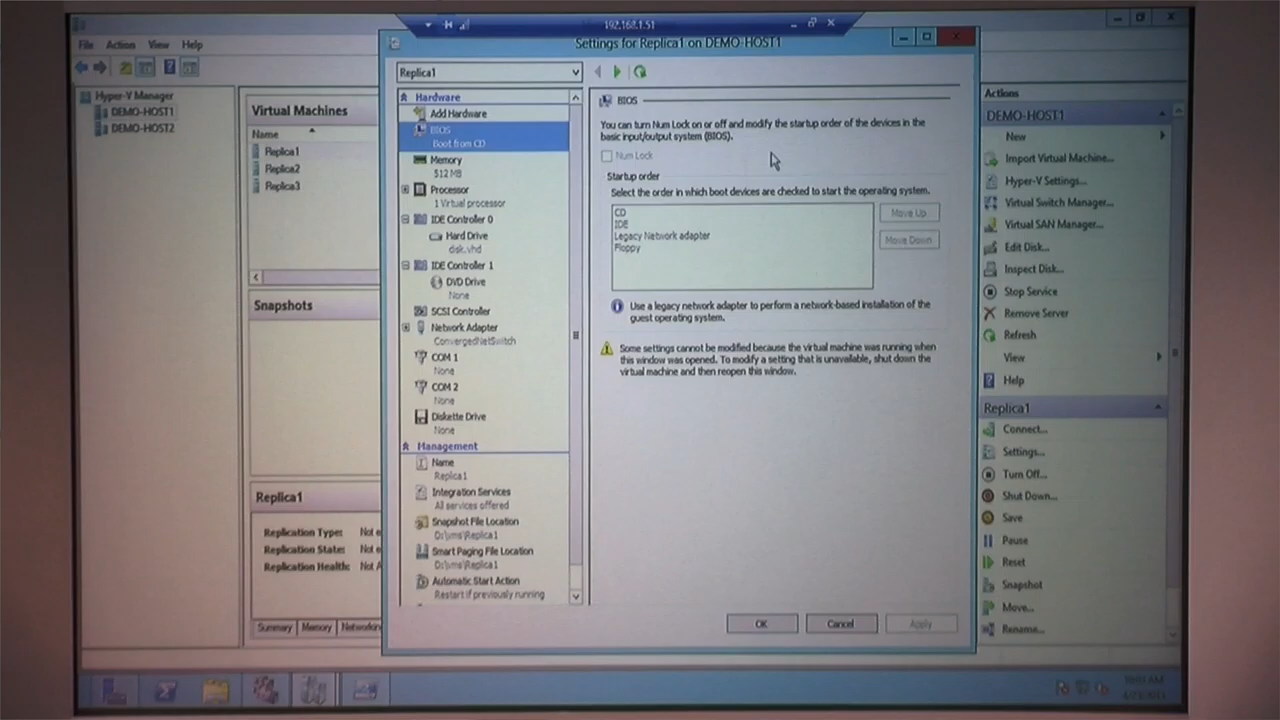 192.168.1.51
Settings for Replica1 on DEMO-HOST1
File Action View Help
Hyper-V Manager
DEMO-HOST1
DEMO-HOST2
Virtual Machines
Name
Replica1
Replica2
Replica3
Snapshots
Replica1
Replication Type: Not e
Replication State: Not e
Replication Health: Not A
Summary Memory Networkin
Replica1
Hardware
Add Hardware
BIOS
Boot from CD
Memory
512 MB
Processor
1 Virtual processor
IDE Controller 0
Hard Drive
disk.vhd
IDE Controller 1
DVD Drive
None
SCSI Controller
Network Adapter
ConvergedNetSwitch
COM 1
None
COM 2
None
Diskette Drive
None
Management
Name
Replica1
Integration Services
All services offered
Snapshot File Location
D:\vms\Replica1
Smart Paging File Location
D:\vms\Replica1
Automatic Start Action
Restart if previously running
BIOS
You can turn Num Lock on or off and modify the startup order of the devices in the
basic input/output system (BIOS).
Num Lock
Startup order
Select the order in which boot devices are checked to start the operating system.
CD
IDE
Legacy Network adapter
Floppy
Move Up
Move Down
Use a legacy network adapter to perform a network-based installation of the
guest operating system.
Some settings cannot be modified because the virtual machine was running when
this window was opened. To modify a setting that is unavailable, shut down the
virtual machine and then reopen this window.
OK Cancel Apply
Actions
DEMO-HOST1
New
Import Virtual Machine...
Hyper-V Settings...
Virtual Switch Manager...
Virtual SAN Manager...
Edit Disk...
Inspect Disk...
Stop Service
Remove Server
Refresh
View
Help
Replica1
Connect...
Settings...
Turn Off...
Shut Down...
Save
Pause
Reset
Snapshot
Move...
Rename...